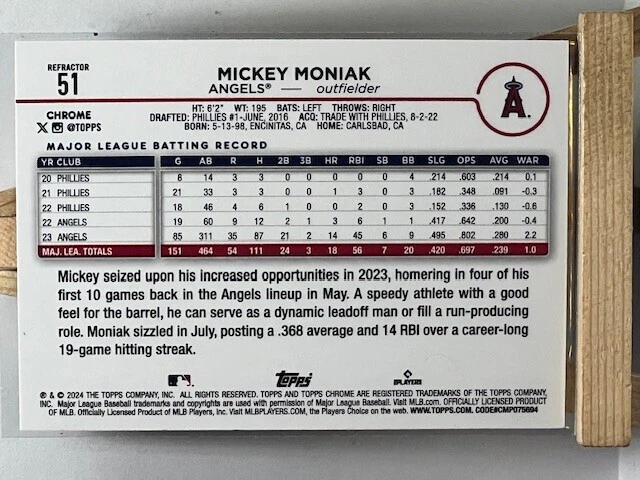 REFRACTOR
51
MICKEY MONIAK
ANGELS® — outfielder
A
CHROME
X @TOPPS
HT: 6'2" WT: 195 BATS: LEFT THROWS: RIGHT
DRAFTED: PHILLIES #1-JUNE, 2016 ACQ: TRADE WITH PHILLIES, 8-2-22
BORN: 5-13-98, ENCINITAS, CA HOME: CARLSBAD, CA
MAJOR LEAGUE BATTING RECORD
YR CLUB G AB R H 2B 3B HR RBI SB BB SLG OPS AVG WAR
20 PHILLIES 8 14 3 3 0 0 0 0 0 4 .214 .603 .214 0.1
21 PHILLIES 21 33 3 3 0 0 1 3 0 3 .182 .348 .091 -0.3
22 PHILLIES 18 46 4 6 1 0 0 2 0 3 .152 .336 .130 -0.6
22 ANGELS 19 60 9 12 2 1 3 6 1 1 .417 .642 .200 -0.4
23 ANGELS 85 311 35 87 21 2 14 45 6 9 .495 .802 .280 2.2
MAJ. LEA. TOTALS 151 464 54 111 24 3 18 56 7 20 .420 .697 .239 1.0
Mickey seized upon his increased opportunities in 2023, homering in four of his
first 10 games back in the Angels lineup in May. A speedy athlete with a good
feel for the barrel, he can serve as a dynamic leadoff man or fill a run-producing
role. Moniak sizzled in July, posting a .368 average and 14 RBI over a career-long
19-game hitting streak.
Topps
PLAYERS
® & © 2024 THE TOPPS COMPANY, INC. ALL RIGHTS RESERVED. TOPPS AND TOPPS CHROME ARE REGISTERED TRADEMARKS OF THE TOPPS COMPANY,
INC. Major League Baseball trademarks and copyrights are used with permission of Major League Baseball. Visit MLB.com. OFFICIALLY LICENSED PRODUCT
OF MLB. Officially Licensed Product of MLB Players, Inc. Visit MLBPLAYERS.COM, the Players Choice on the web. WWW.TOPPS.COM. CODE#CMP075694